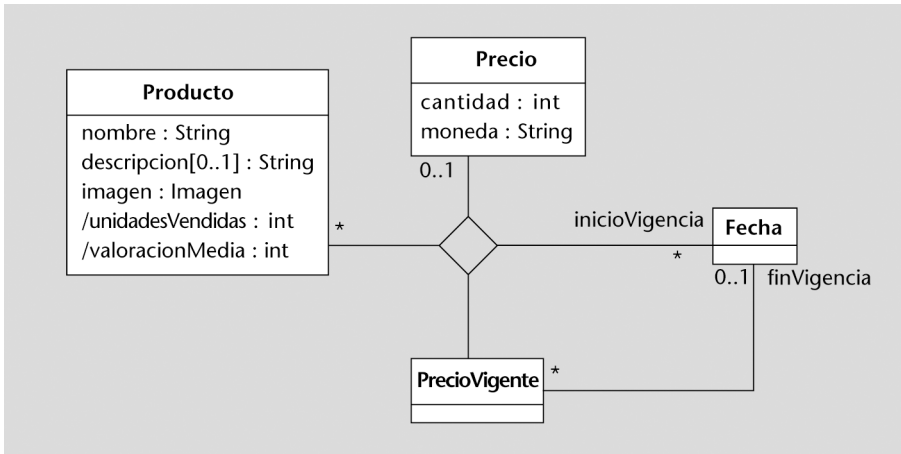 Producto
nombre : String
descripcion[0..1] : String
imagen : Imagen
/unidadesVendidas : int
/valoracionMedia : int
Precio
cantidad : int
moneda : String
0..1
*
inicioVigencia
*
Fecha
0..1
finVigencia
PrecioVigente
*